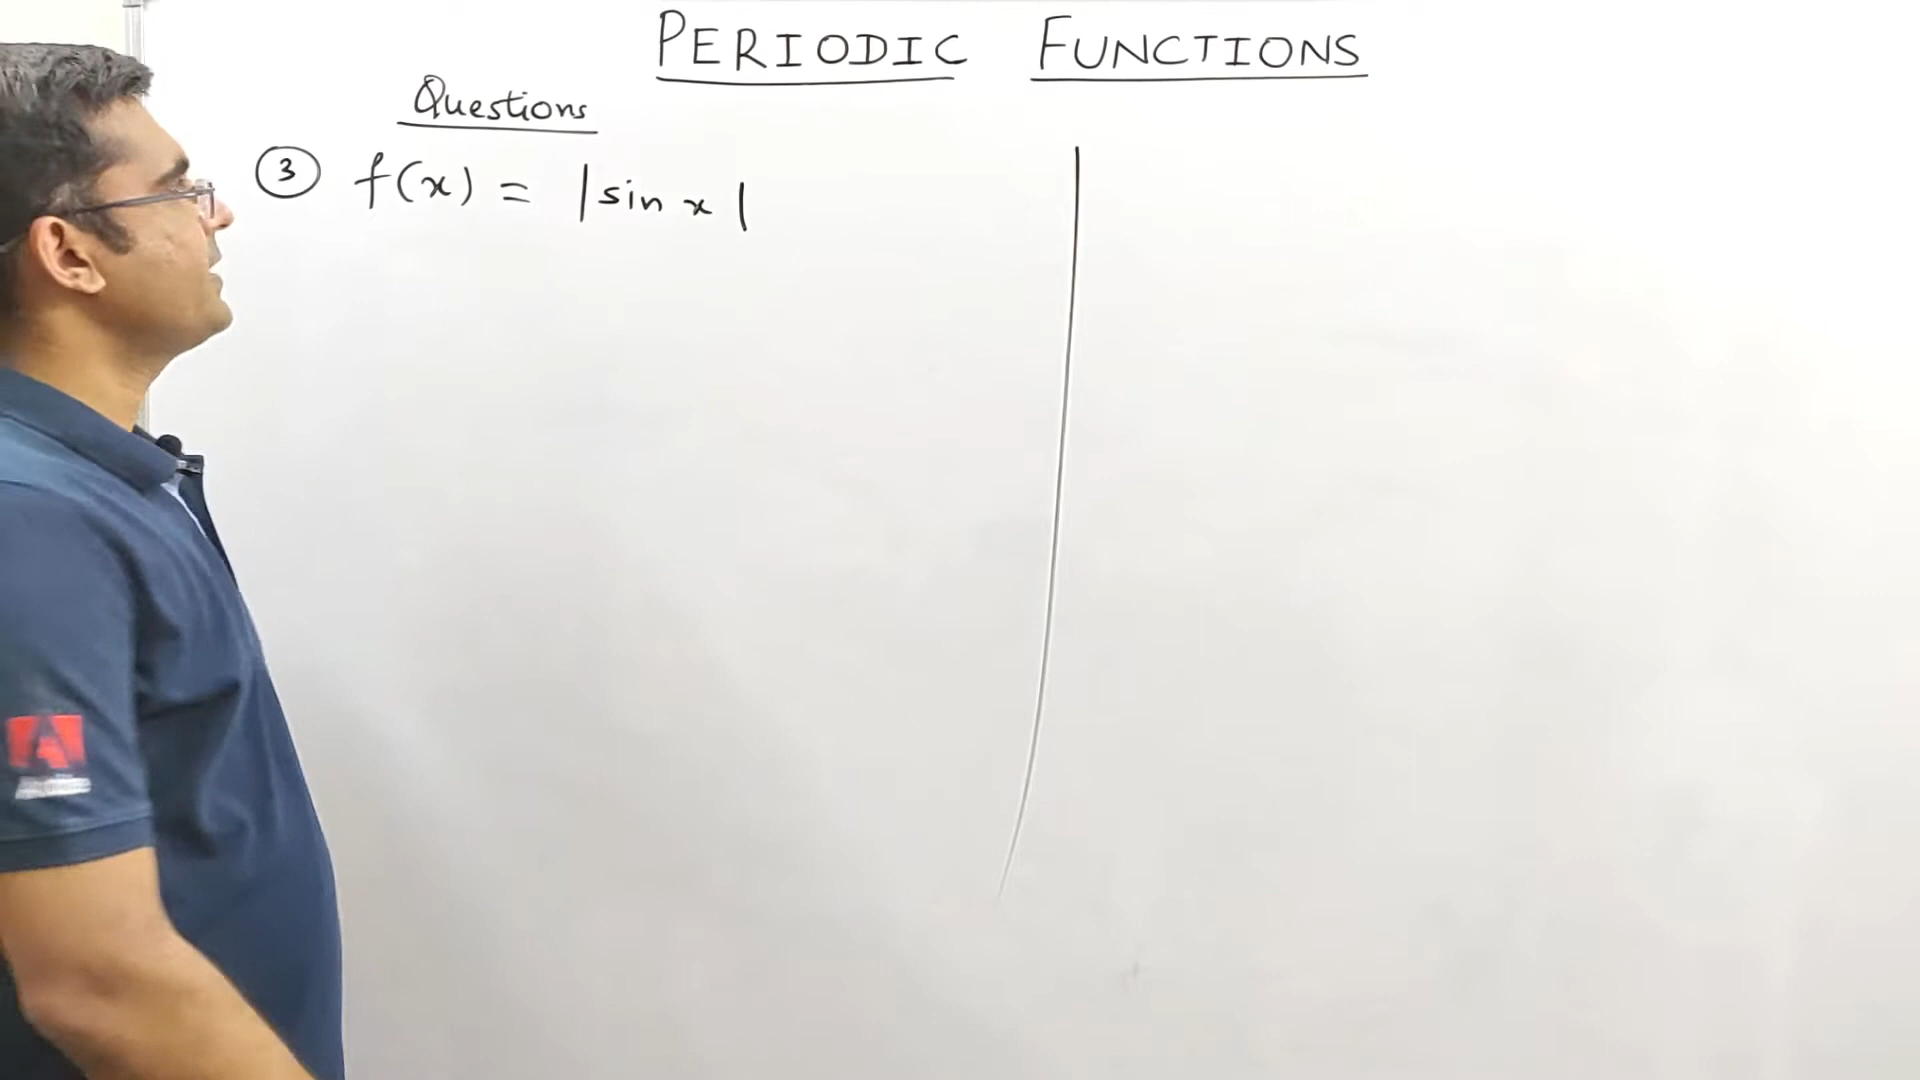 PERIODIC FUNCTIONS
Questions
3 f(x) = |sin x|